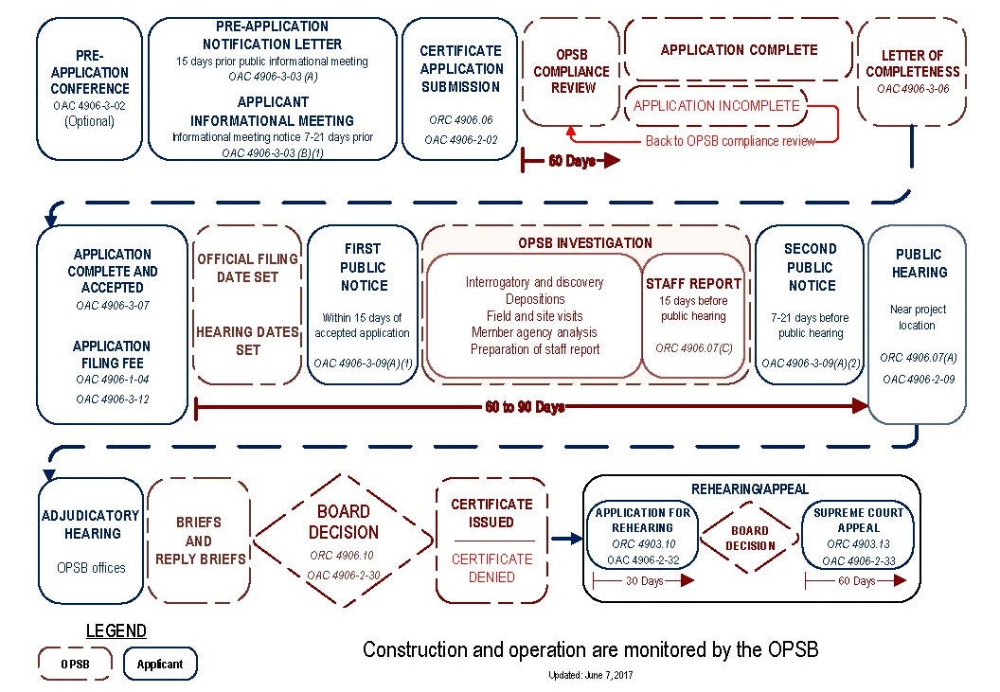 PRE-
APPLICATION
CONFERENCE
OAC 4906-3-02
(Optional)
PRE-APPLICATION
NOTIFICATION LETTER
15 days prior public informational meeting
OAC 4906-3-03 (A)
APPLICANT
INFORMATIONAL MEETING
Informational meeting notice 7-21 days prior
OAC 4906-3-03 (B)(1)
CERTIFICATE
APPLICATION
SUBMISSION
ORC 4906.06
OAC 4906-2-02
OPSB
COMPLIANCE
REVIEW
APPLICATION COMPLETE
APPLICATION INCOMPLETE
Back to OPSB compliance review
60 Days
LETTER OF
COMPLETENESS
OAC 4906-3-06
APPLICATION
COMPLETE AND
ACCEPTED
OAC 4906-3-07
APPLICATION
FILING FEE
OAC 4906-1-04
OAC 4906-3-12
OFFICIAL FILING
DATE SET
HEARING DATES
SET
FIRST
PUBLIC
NOTICE
Within 15 days of
accepted application
OAC 4906-3-09(A)(1)
OPSB INVESTIGATION
Interrogatory and discovery
Depositions
Field and site visits
Member agency analysis
Preparation of staff report
STAFF REPORT
15 days before
public hearing
ORC 4906.07(C)
SECOND
PUBLIC
NOTICE
7-21 days before
public hearing
OAC 4906-3-09(A)(2)
PUBLIC
HEARING
Near project
location
ORC 4906.07(A)
OAC 4906-2-09
60 to 90 Days
ADJUDICATORY
HEARING
OPSB offices
BRIEFS
AND
REPLY BRIEFS
BOARD
DECISION
ORC 4906.10
OAC 4906-2-30
CERTIFICATE
ISSUED
CERTIFICATE
DENIED
REHEARING/APPEAL
APPLICATION FOR
REHEARING
ORC 4903.10
OAC 4906-2-32
30 Days
BOARD
DECISION
SUPREME COURT
APPEAL
ORC 4903.13
OAC 4906-2-33
60 Days
LEGEND
OPSB
Applicant
Construction and operation are monitored by the OPSB
Updated: June 7, 2017